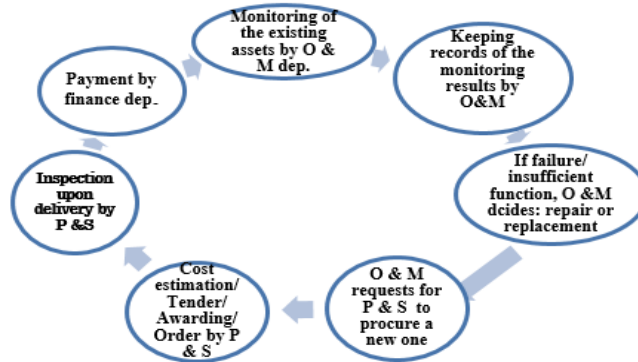 Monitoring of
the existing
assets by O &
M dep.
Keeping
records of the
monitoring
results by
O&M
If failure/
insufficient
function, O &M
dcides: repair or
replacement
O & M
requests for
P & S to
procure a
new one
Cost
estimation/
Tender/
Awarding/
Order by P
& S
Inspection
upon
delivery by
P &S
Payment by
finance dep.